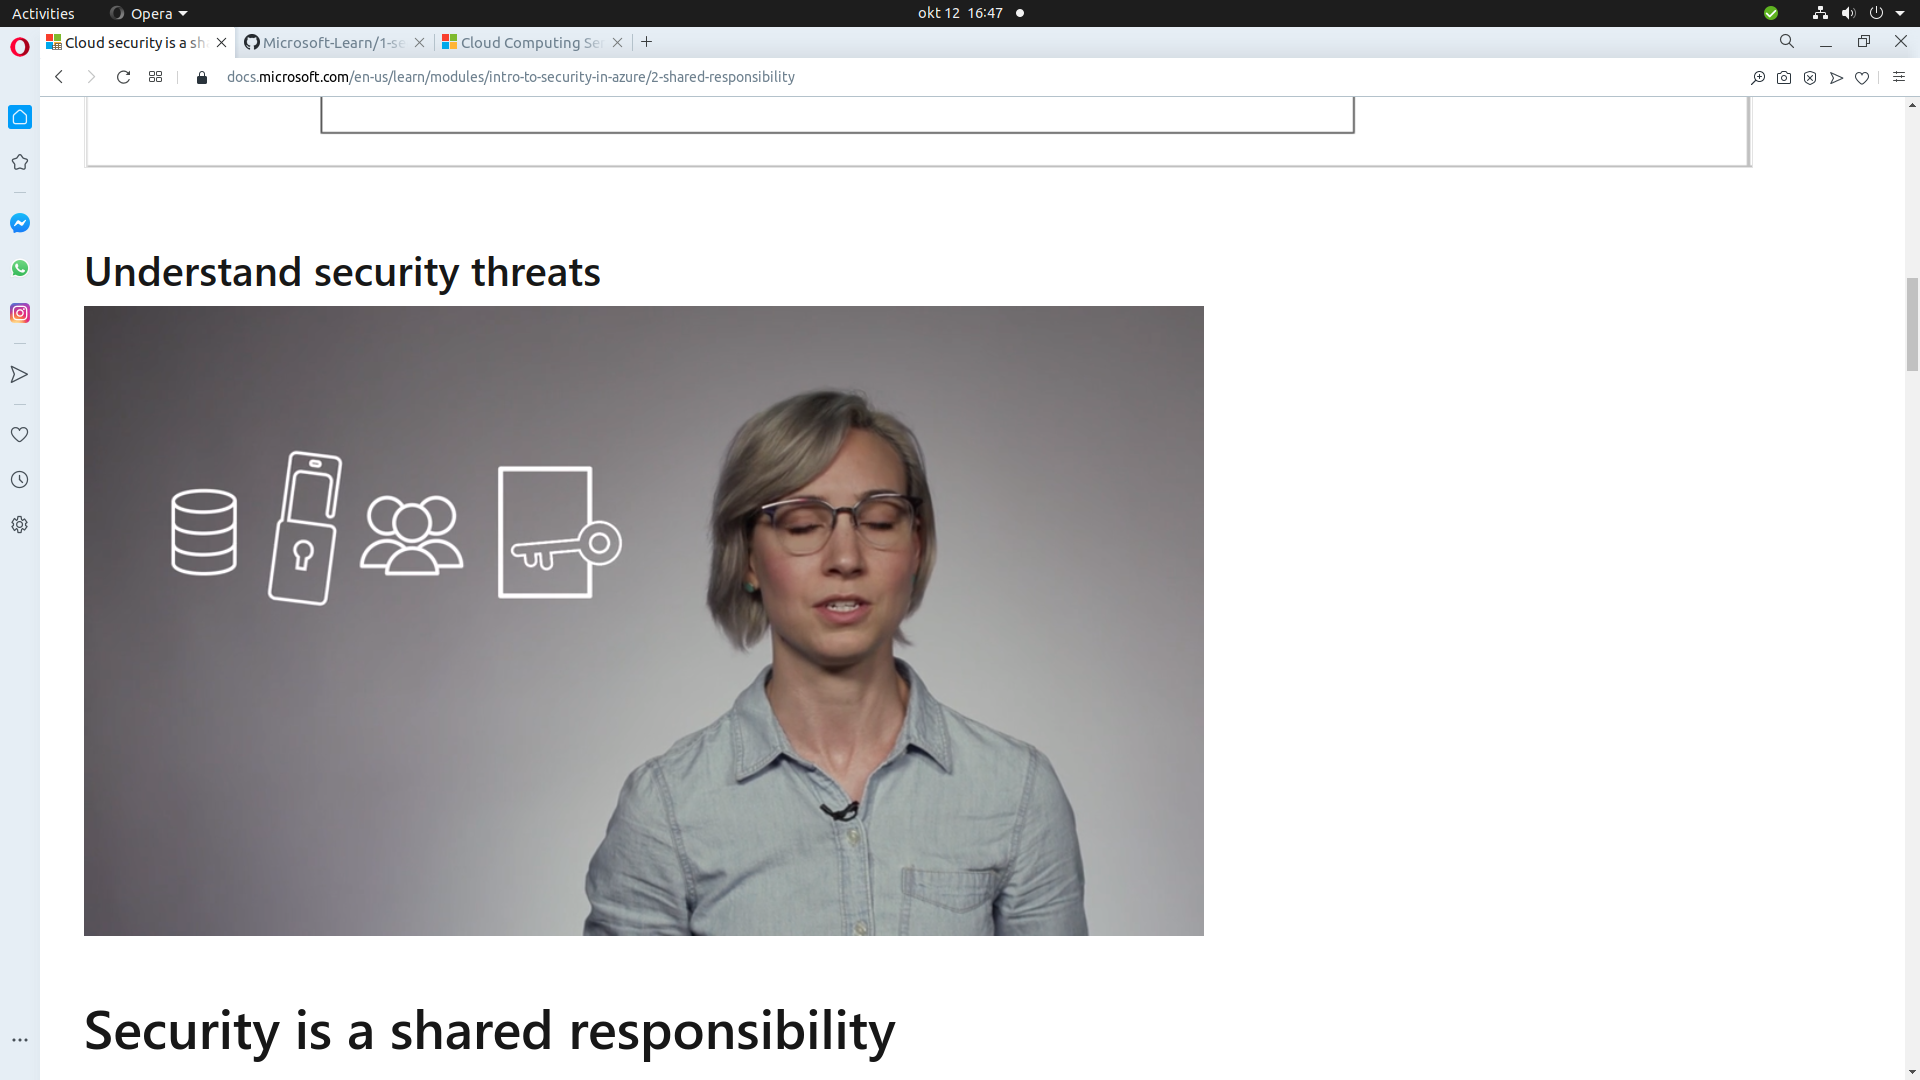 Activities
Opera
okt 12 16:47
Cloud security is a sh
Microsoft-Learn/1-se
Cloud Computing Ser
docs.microsoft.com/en-us/learn/modules/intro-to-security-in-azure/2-shared-responsibility
Understand security threats
Security is a shared responsibility